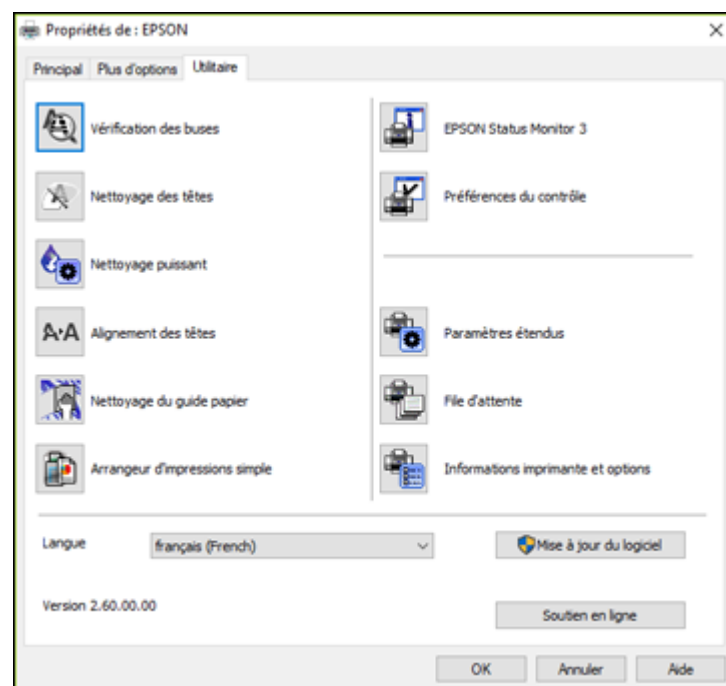 Propriétés de : EPSON
Principal
Plus d'options
Utilitaire
Vérification des buses
Nettoyage des têtes
Nettoyage puissant
A·A
Alignement des têtes
Nettoyage du guide papier
Arrangeur d'impressions simple
EPSON Status Monitor 3
Préférences du contrôle
Paramètres étendus
File d'attente
Informations imprimante et options
Langue
français (French)
Mise à jour du logiciel
Version 2.60.00.00
Soutien en ligne
OK
Annuler
Aide